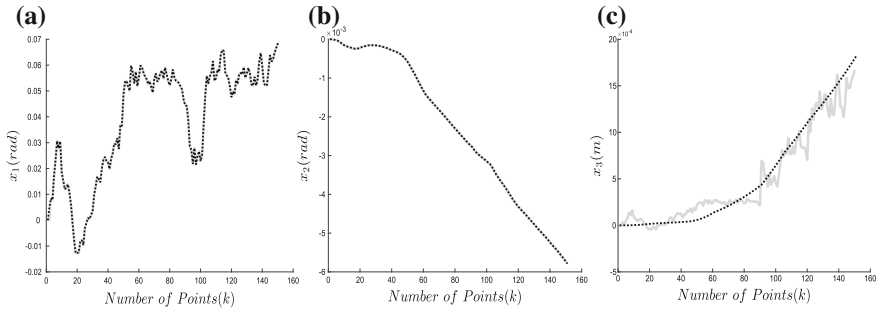 (a)
0.07
0.06
0.05
0.04
0.03
0.02
0.01
0
-0.01
-0.02
x1(rad)
0 20 40 60 80 100 120 140 160
Number of Points(k)
(b)
×10-3
0
-1
-2
-3
-4
-5
-6
x2(rad)
0 20 40 60 80 100 120 140 160
Number of Points(k)
(c)
×10-4
20
15
10
5
0
-5
x3(m)
0 20 40 60 80 100 120 140 160
Number of Points(k)